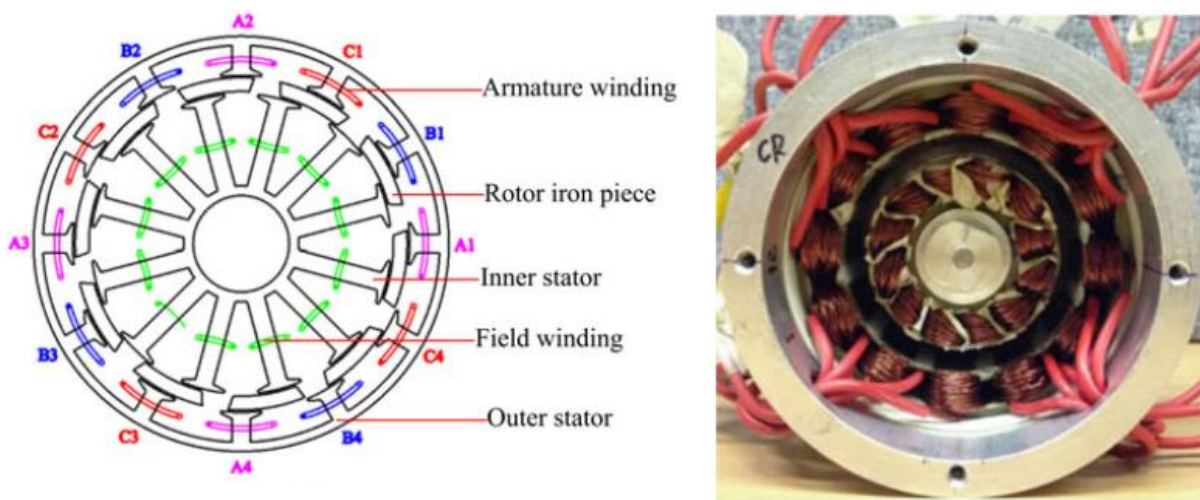 A2
B2
C1
Armature winding
C2
B1
Rotor iron piece
A3
A1
Inner stator
B3
C4
Field winding
C3
B4
Outer stator
A4
CR